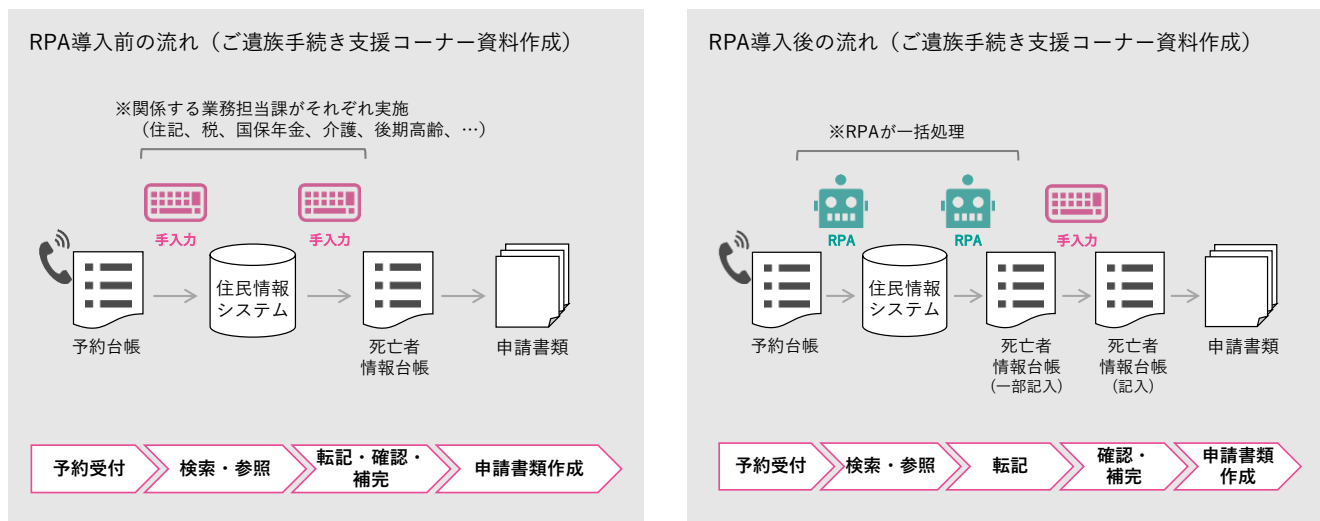 RPA導入前の流れ（ご遺族手続き支援コーナー資料作成）
※関係する業務担当課がそれぞれ実施
（住記、税、国保年金、介護、後期高齢、…）
手入力
手入力
住民情報
システム
予約台帳
死亡者
情報台帳
申請書類
予約受付
検索・参照
転記・確認・
補完
申請書類作成
RPA導入後の流れ（ご遺族手続き支援コーナー資料作成）
※RPAが一括処理
RPA
RPA
手入力
住民情報
システム
予約台帳
死亡者
情報台帳
(一部記入)
死亡者
情報台帳
(記入)
申請書類
予約受付
検索・参照
転記
確認・
補完
申請書類
作成